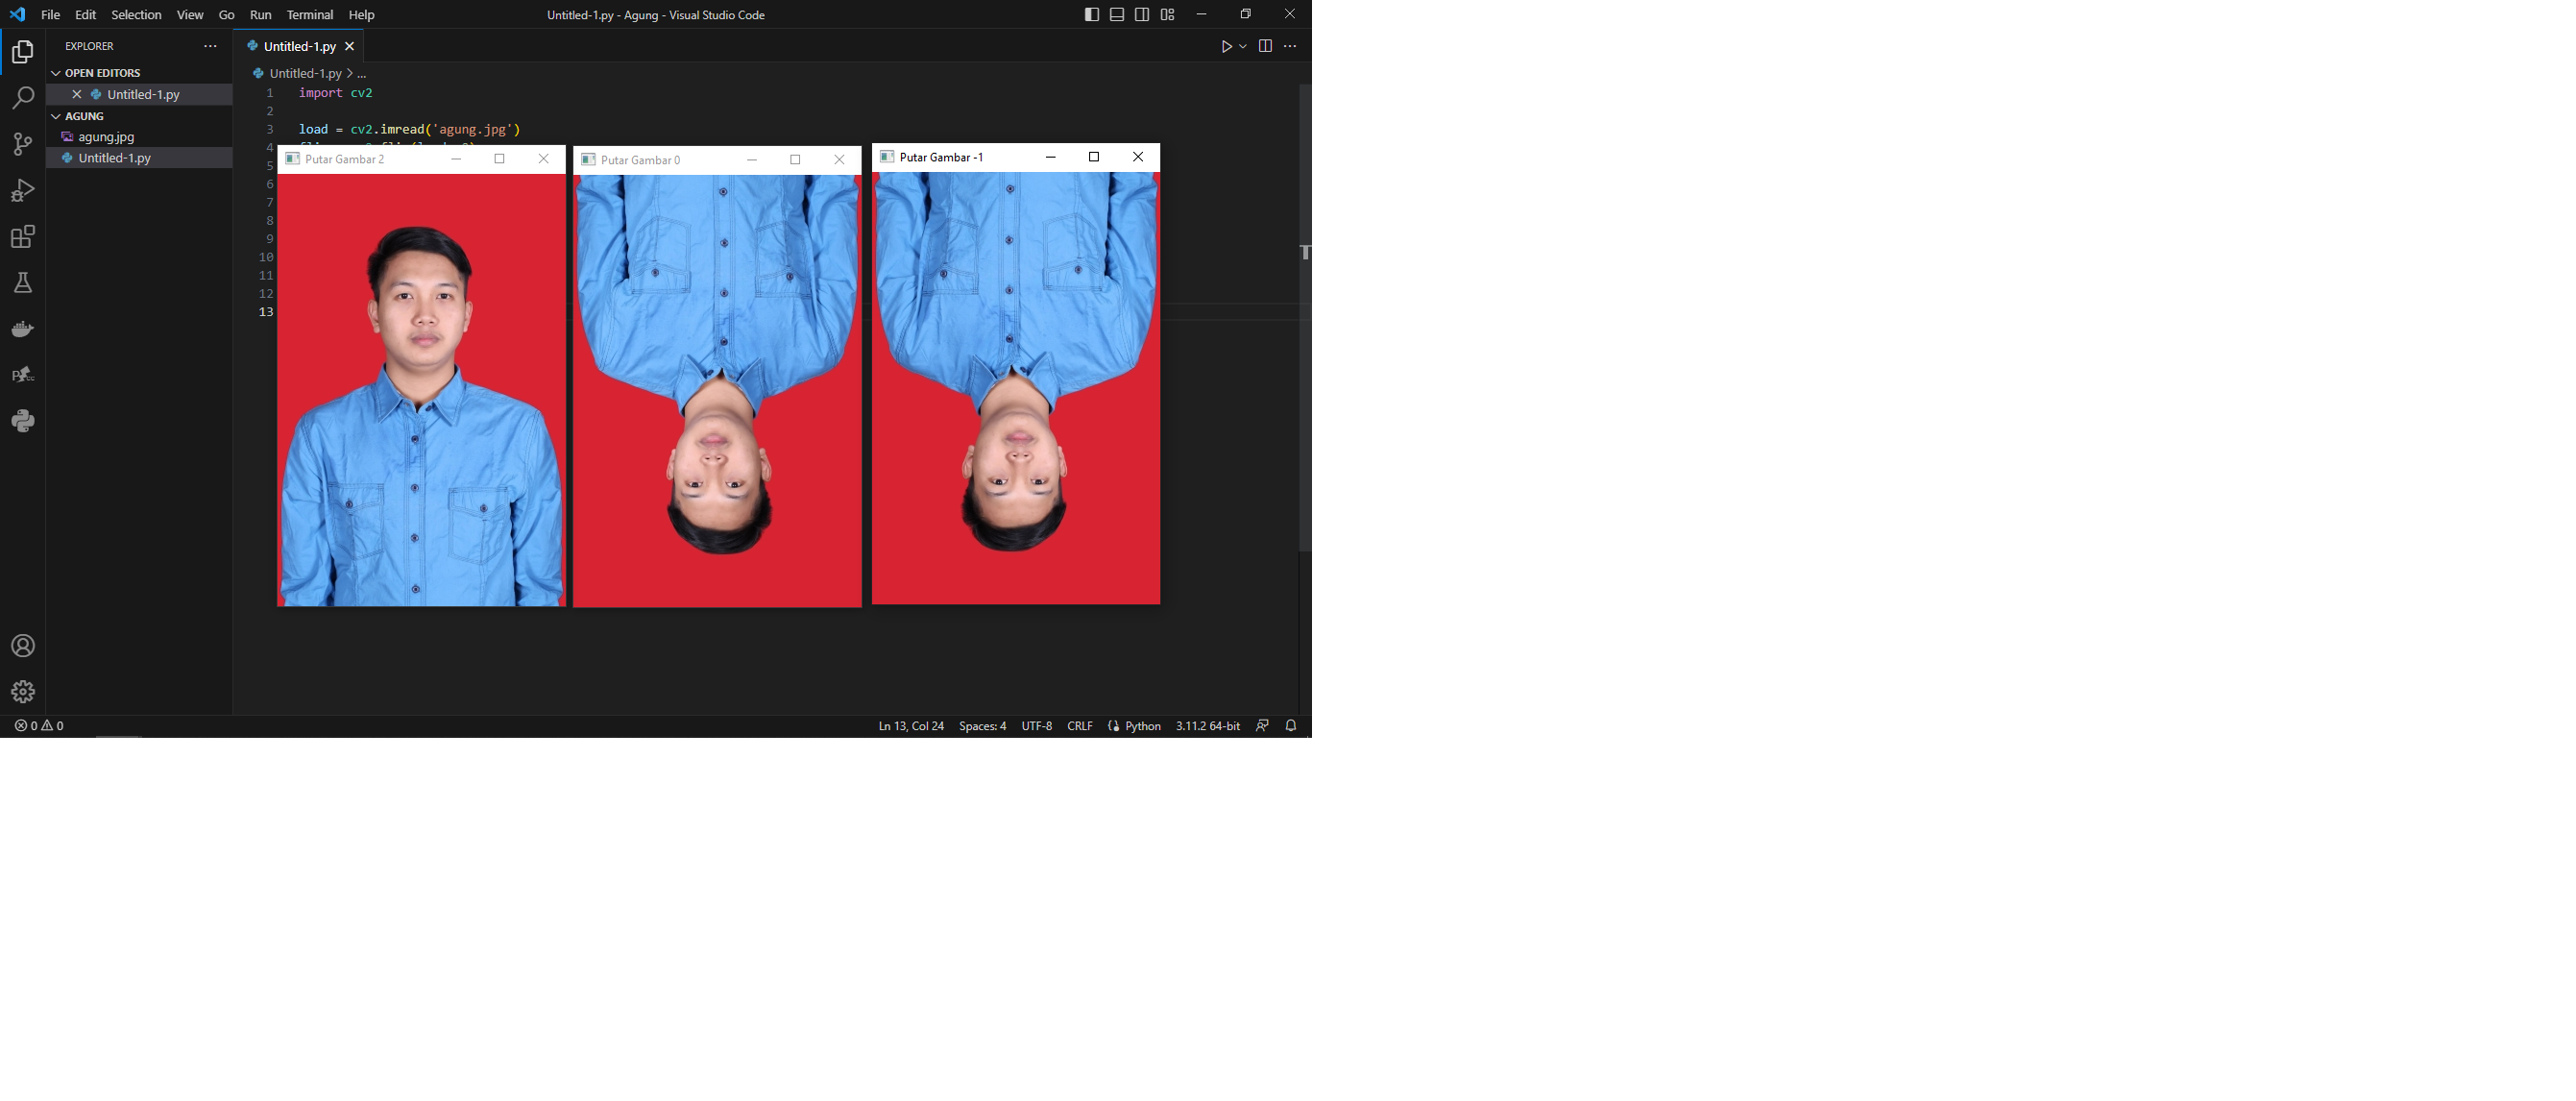 File Edit Selection View Go Run Terminal Help
Untitled-1.py - Agung - Visual Studio Code
EXPLORER
OPEN EDITORS
Untitled-1.py
AGUNG
agung.jpg
Untitled-1.py
Untitled-1.py
Untitled-1.py > ...
1 import cv2
2
3 load = cv2.imread('agung.jpg')
4
5
6
7
8
9
10
11
12
13
Putar Gambar 2
Putar Gambar 0
Putar Gambar -1
0 0
Ln 13, Col 24 Spaces: 4 UTF-8 CRLF Python 3.11.2 64-bit